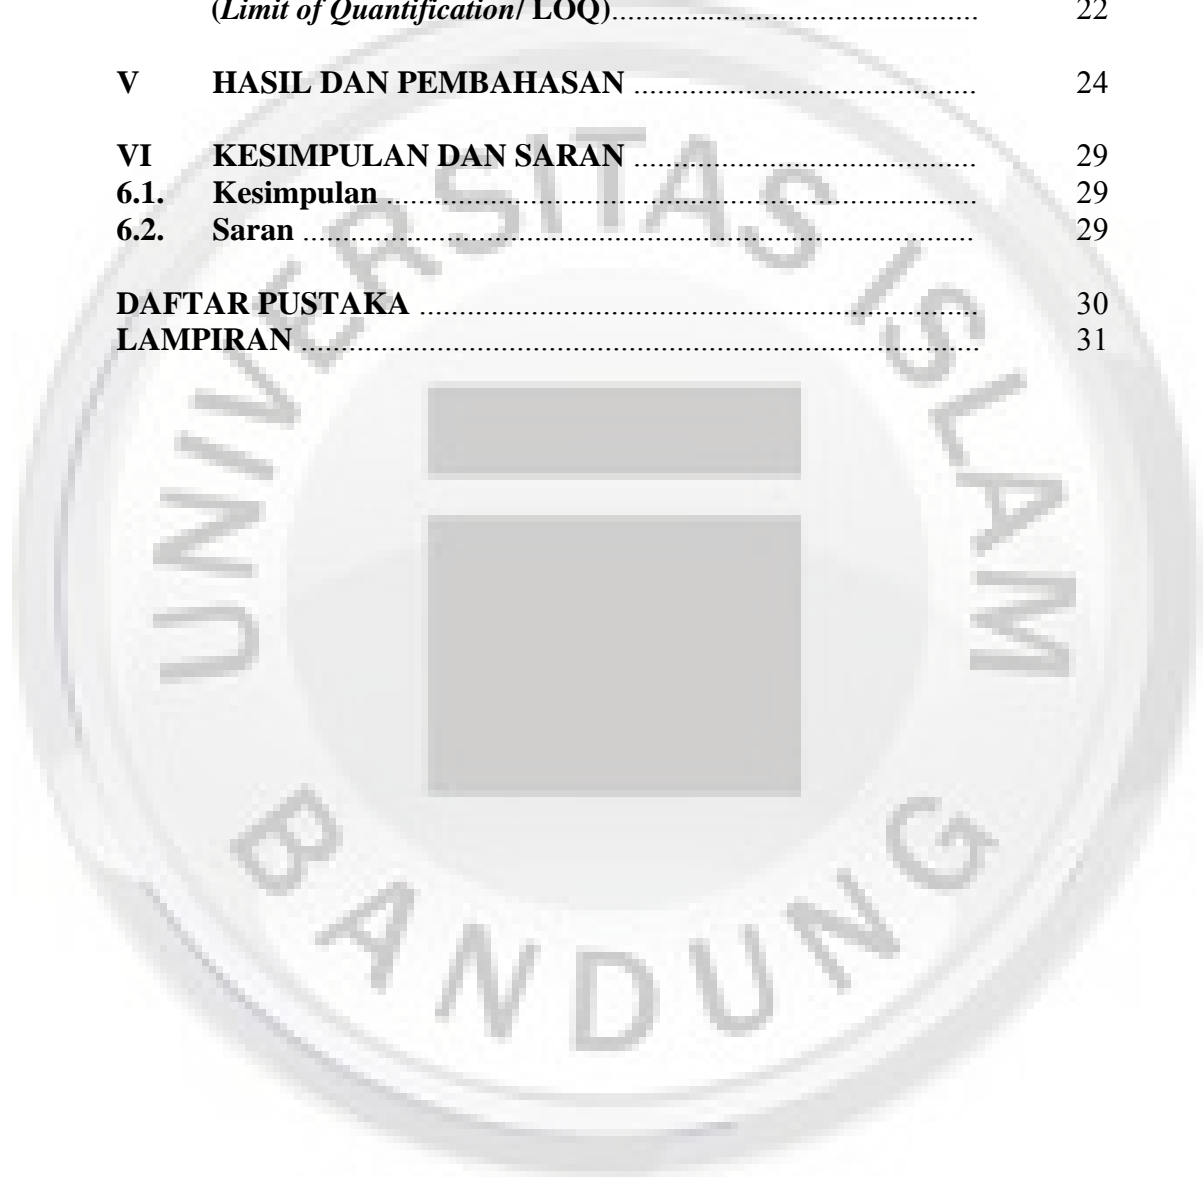 (Limit of Quantification/ LOQ)............................................... 22
V HASIL DAN PEMBAHASAN ............................................ 24
VI KESIMPULAN DAN SARAN ............................................ 29
6.1. Kesimpulan ............................................................................ 29
6.2. Saran ...................................................................................... 29
DAFTAR PUSTAKA ........................................................................ 30
LAMPIRAN ....................................................................................... 31
UNIVERSITAS ISLAM
BANDUNG